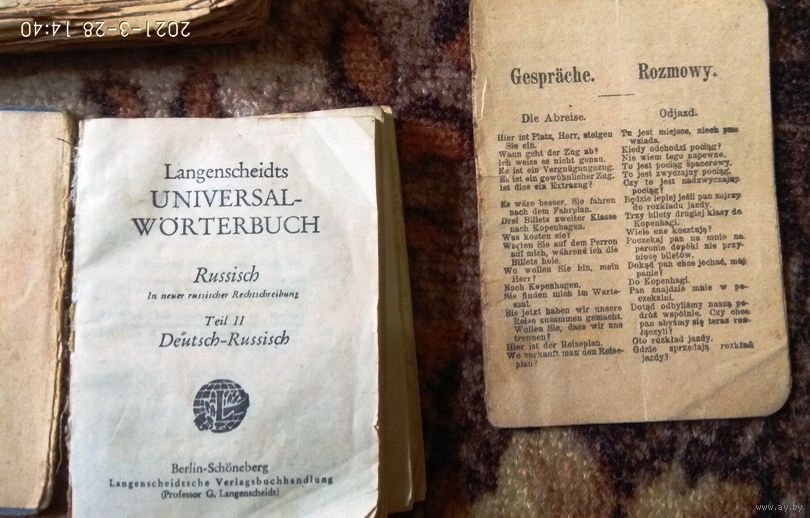 2021-3-28 14:40
Langenscheidts
UNIVERSAL-
WÖRTERBUCH
Russisch
In neuer russischer Rechtschreibung
Teil II
Deutsch-Russisch
L
Berlin-Schöneberg
Langenscheidtsche Verlagsbuchhandlung
(Professor G. Langenscheidt)
Gespräche.
Die Abreise.
Hier ist Platz, Herr, steigen
Sie ein.
Wann geht der Zug ab?
Ich weiss es nicht genau.
Es ist ein Vergnügungszug.
Es ist ein gewöhnlicher Zug.
Ist dies ein Extrazug?
Es wäre besser, Sie fahren
nach dem Fahrplan.
Drei Billets zweiter Klasse
nach Kopenhagen.
Was kosten sie?
Warten Sie auf dem Perron
auf mich, während ich die
Billets hole.
Wo wollen Sie hin, mein
Herr?
Nach Kopenhagen.
Sie finden mich im Warte-
saal.
Bis jetzt haben wir unsere
Reise zusammen gemacht.
Wollen Sie, dass wir uns
trennen?
Hier ist der Reiseplan.
Wo verkauft man den Reise-
plan?
Rozmowy.
Odjazd.
Tu jest miejsce, niech pan
wsiada.
Kiedy odchodzi pociąg?
Nie wiem tego napewno.
To jest pociąg spacerowy.
To jest zwyczajny pociąg.
Czy to jest nadzwyczajny
pociąg?
Będzie lepiej jeśli pan zajrzy
do rozkładu jazdy.
Trzy bilety drugiej klasy do
Kopenhagi.
Wiele one kosztują?
Poczekaj pan na mnie na
peronie dopóki nie przy-
niosę biletów.
Dokąd pan chce jechać, mój
panie?
Do Kopenhagi.
Pan znajdzie mnie w po-
czekalni.
Dotąd odbyliśmy naszą po-
dróż wspólnie. Czy chce
pan abyśmy się teraz roz-
łączyli?
Oto rozkład jazdy.
Gdzie sprzedają rozkład
jazdy?
www.ay.by